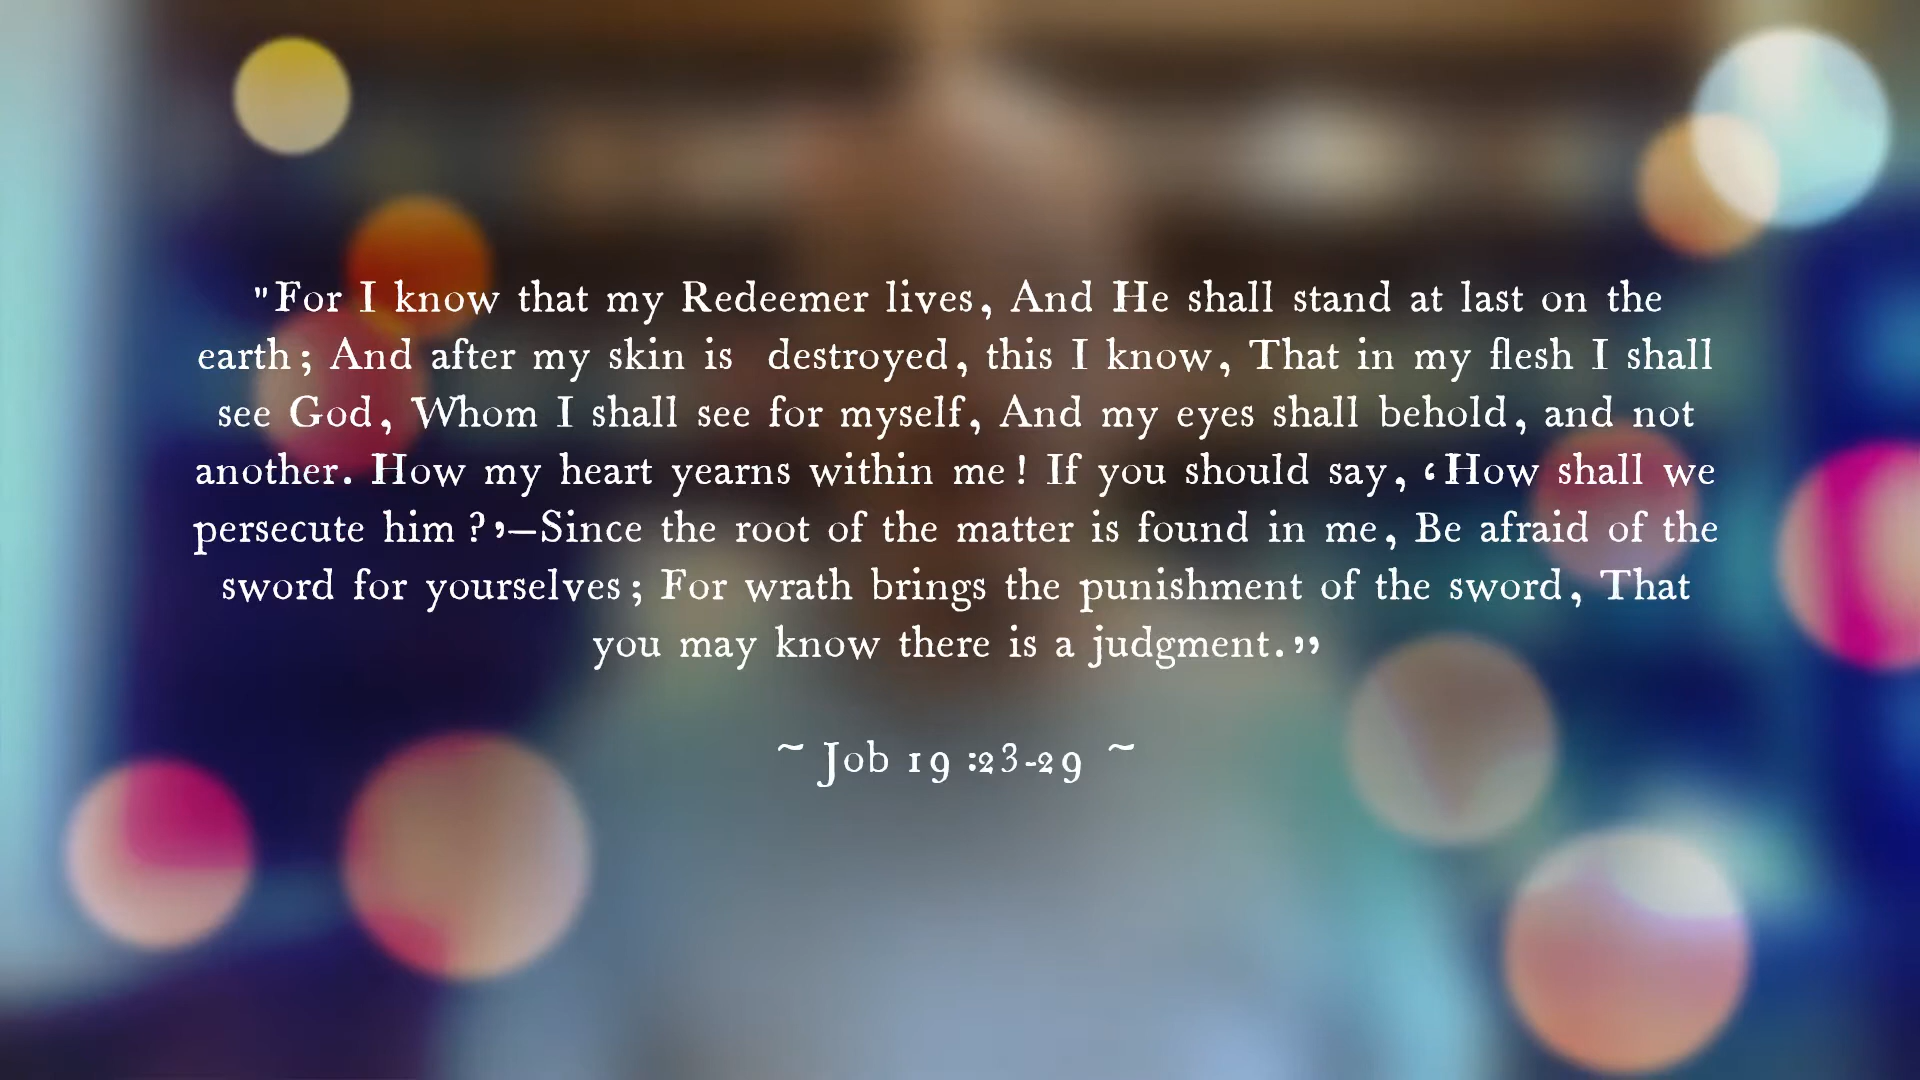 "For I know that my Redeemer lives, And He shall stand at last on the
earth; And after my skin is  destroyed, this I know, That in my flesh I shall
see God, Whom I shall see for myself, And my eyes shall behold, and not
another. How my heart yearns within me! If you should say, ‘How shall we
persecute him?’—Since the root of the matter is found in me, Be afraid of the
sword for yourselves; For wrath brings the punishment of the sword, That
you may know there is a judgment.”
~ Job 19 :23-29 ~